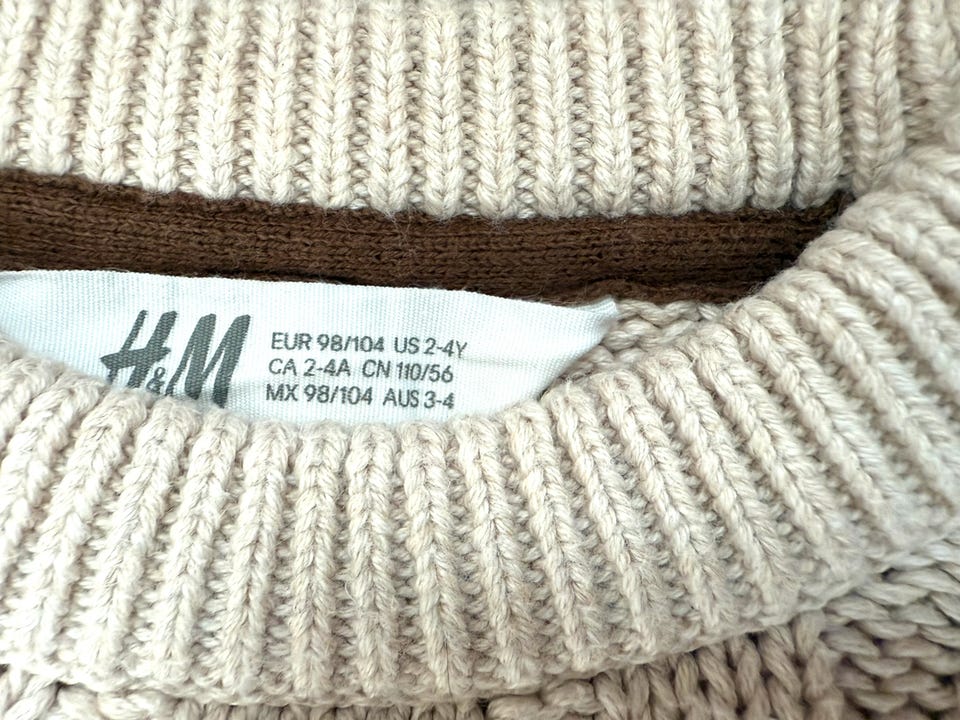 H&M
EUR 98/104 US 2-4Y
CA 2-4A CN 110/56
MX 98/104 AUS 3-4